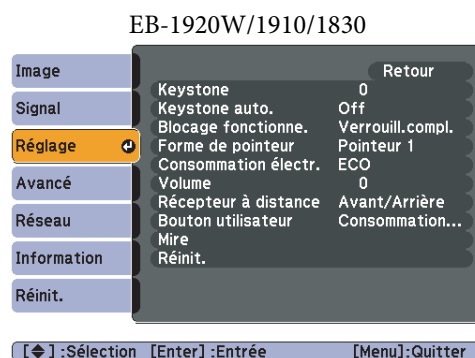 EB-1920W/1910/1830
Image
Signal
Réglage
Avancé
Réseau
Information
Réinit.
Retour
Keystone 0
Keystone auto. Off
Blocage fonctionne. Verrouill.compl.
Forme de pointeur Pointeur 1
Consommation électr. ECO
Volume 0
Récepteur à distance Avant/Arrière
Bouton utilisateur Consommation...
Mire
Réinit.
[◆] :Sélection [Enter] :Entrée [Menu]:Quitter